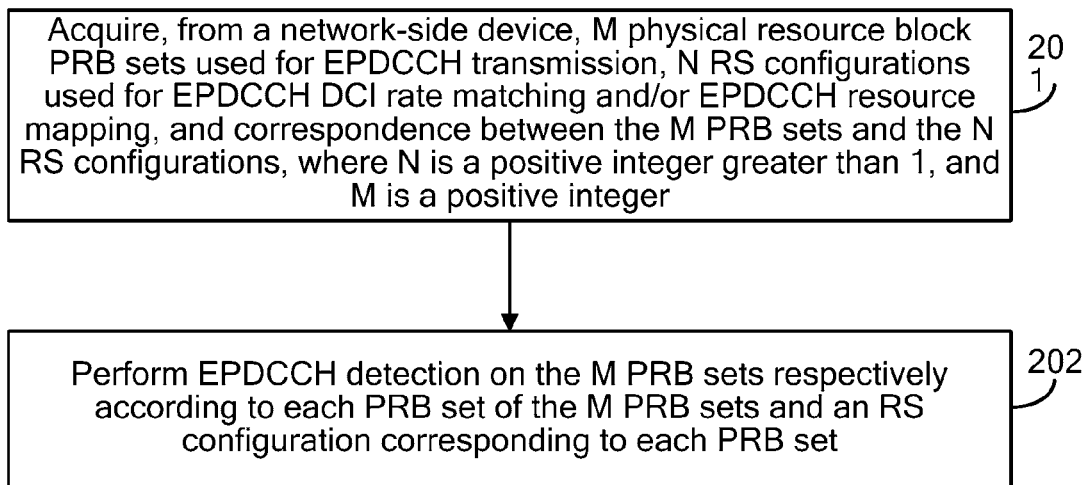 Acquire, from a network-side device, M physical resource block
PRB sets used for EPDCCH transmission, N RS configurations
used for EPDCCH DCI rate matching and/or EPDCCH resource
mapping, and correspondence between the M PRB sets and the N
RS configurations, where N is a positive integer greater than 1, and
M is a positive integer
20
1
Perform EPDCCH detection on the M PRB sets respectively
according to each PRB set of the M PRB sets and an RS
configuration corresponding to each PRB set
202